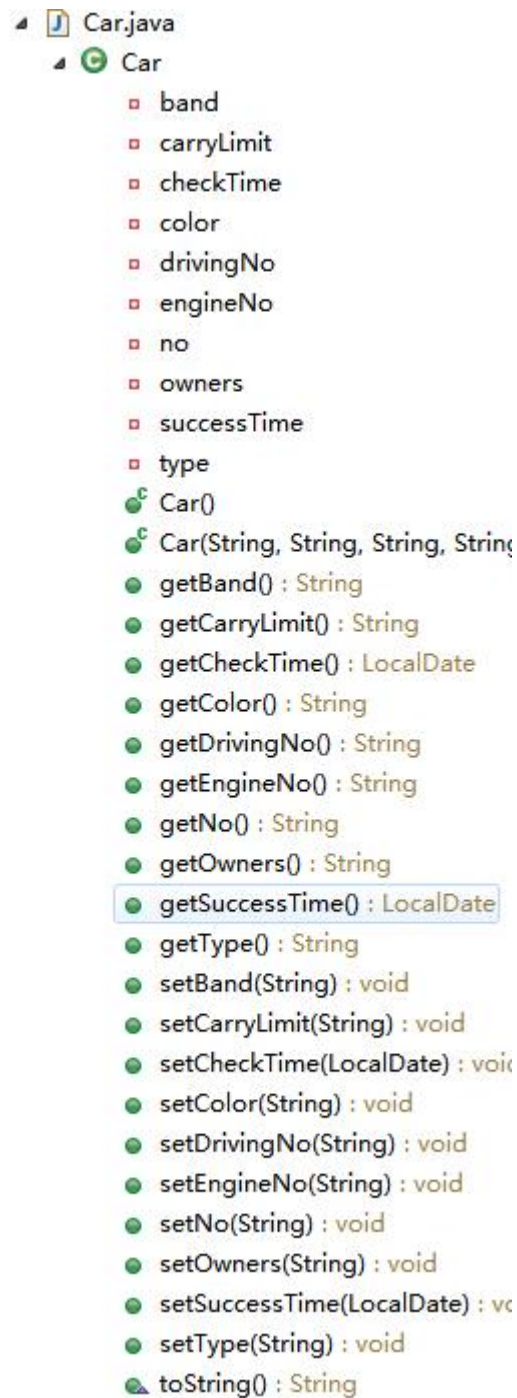 Car.java
Car
band
carryLimit
checkTime
color
drivingNo
engineNo
no
owners
successTime
type
Car()
Car(String, String, String, String
getBand() : String
getCarryLimit() : String
getCheckTime() : LocalDate
getColor() : String
getDrivingNo() : String
getEngineNo() : String
getNo() : String
getOwners() : String
getSuccessTime() : LocalDate
getType() : String
setBand(String) : void
setCarryLimit(String) : void
setCheckTime(LocalDate) : void
setColor(String) : void
setDrivingNo(String) : void
setEngineNo(String) : void
setNo(String) : void
setOwners(String) : void
setSuccessTime(LocalDate) : vo
setType(String) : void
toString() : String